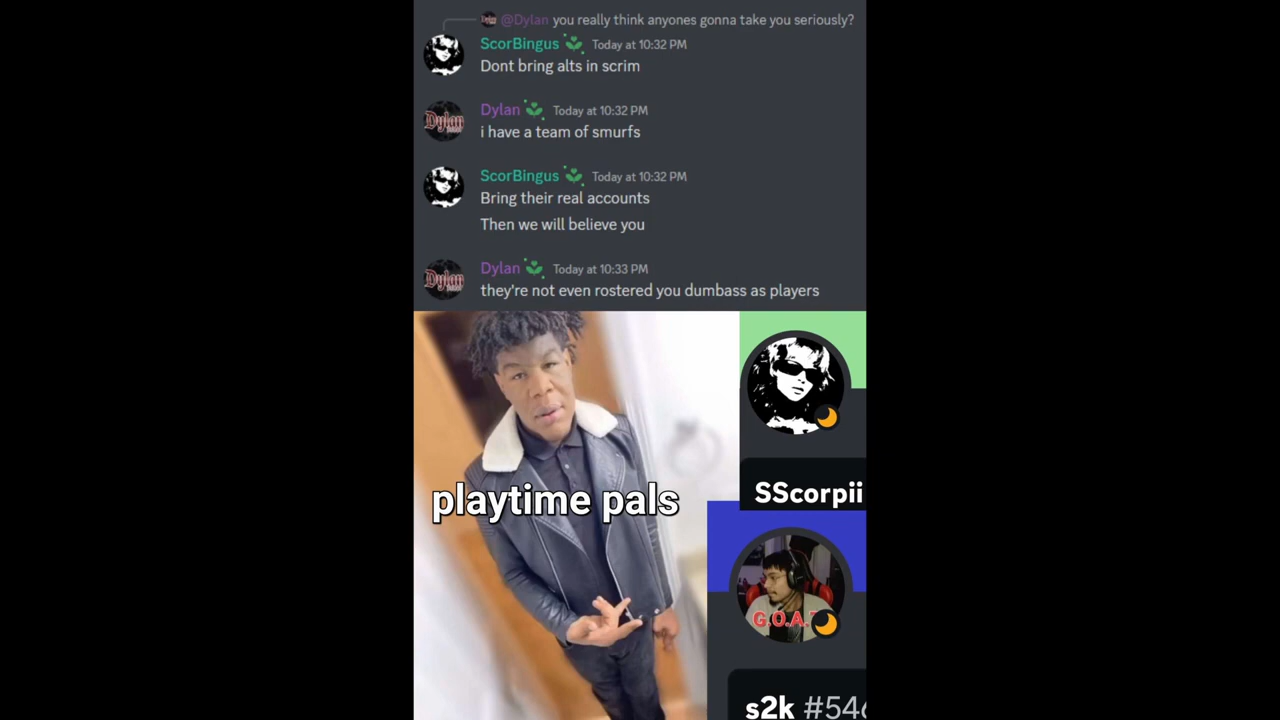 @Dylan you really think anyones gonna take you seriously?
ScorBingus Today at 10:32 PM
Dont bring alts in scrim
Dylan Today at 10:32 PM
i have a team of smurfs
ScorBingus Today at 10:32 PM
Bring their real accounts
Then we will believe you
Dylan Today at 10:33 PM
they're not even rostered you dumbass as players
playtime pals
SScorpii
G.O.A.
s2k #546